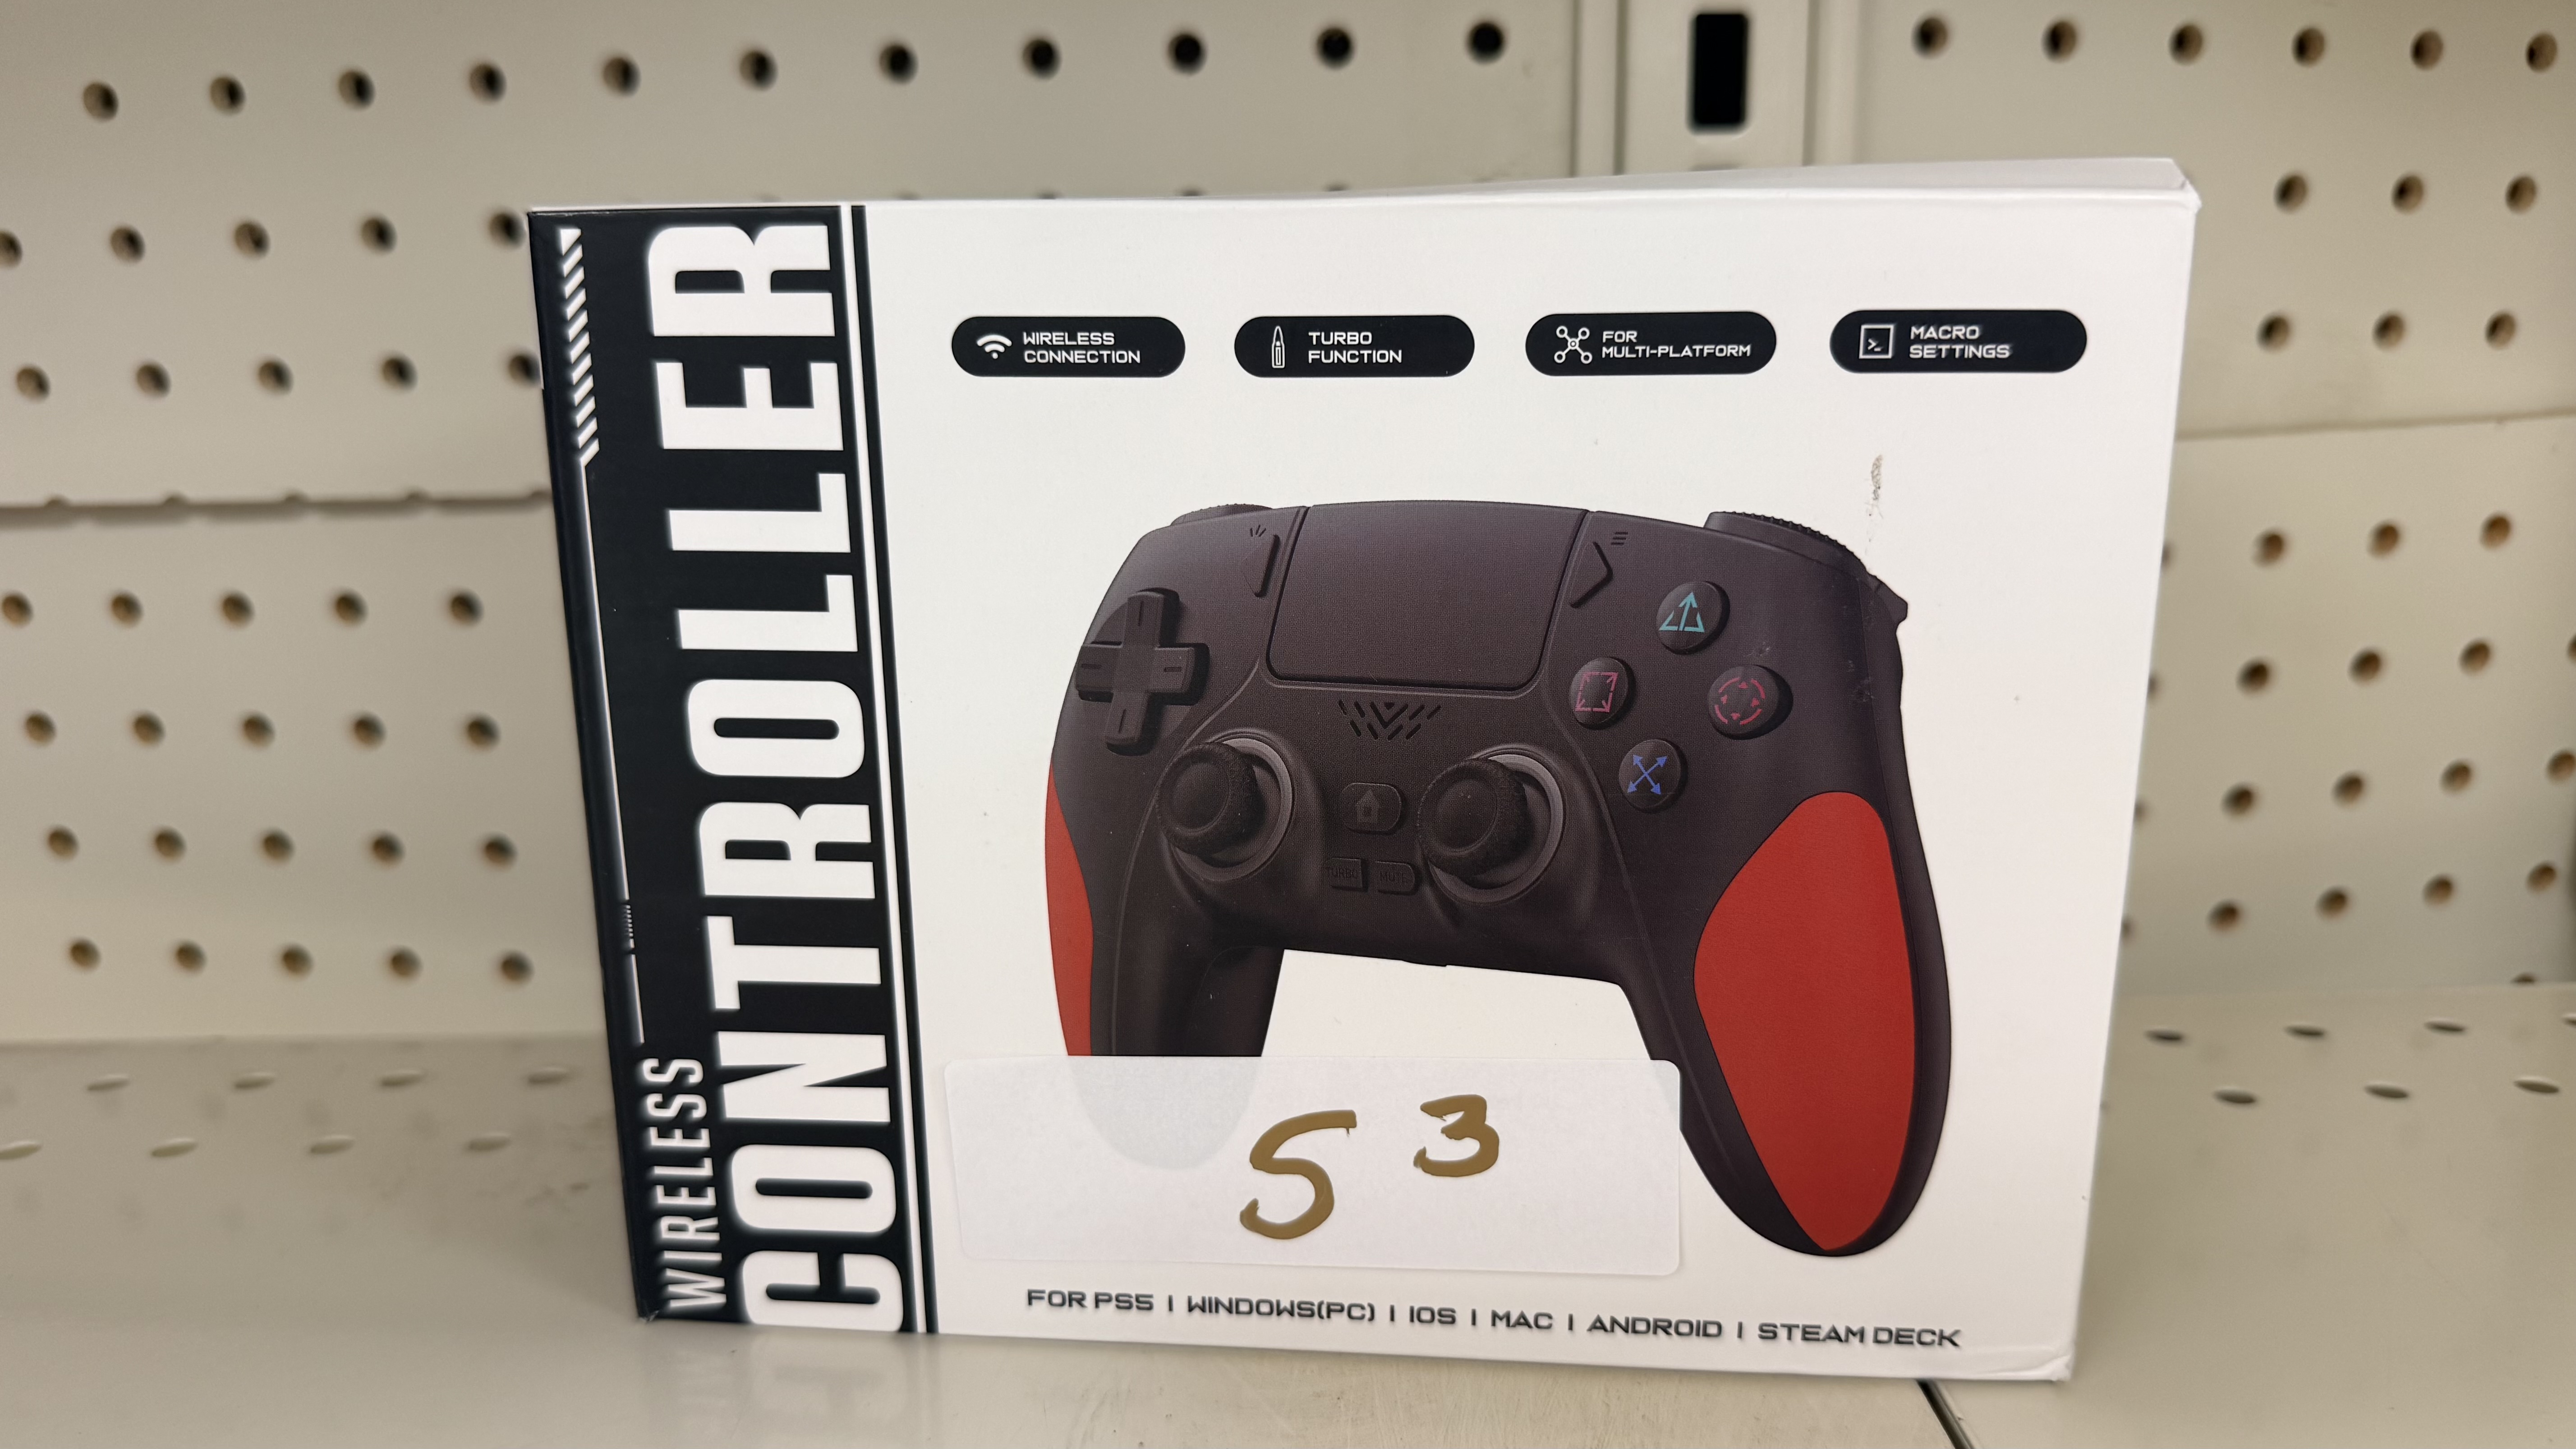 WIRELESS
CONTROLLER
WIRELESS
CONNECTION
TURBO
FUNCTION
FOR
MULTI-PLATFORM
MACRO
SETTINGS
TURBO
MUTE
S 3
FOR PS5 | WINDOWS(PC) | IOS | MAC | ANDROID | STEAM DECK